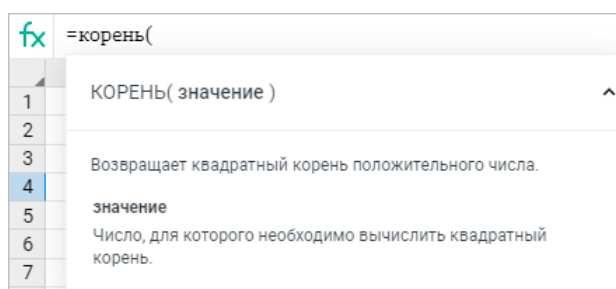 fx =корень(
КОРЕНЬ( значение )
1
2
Возвращает квадратный корень положительного числа.
3
4
значение
5
Число, для которого необходимо вычислить квадратный
6
корень.
7